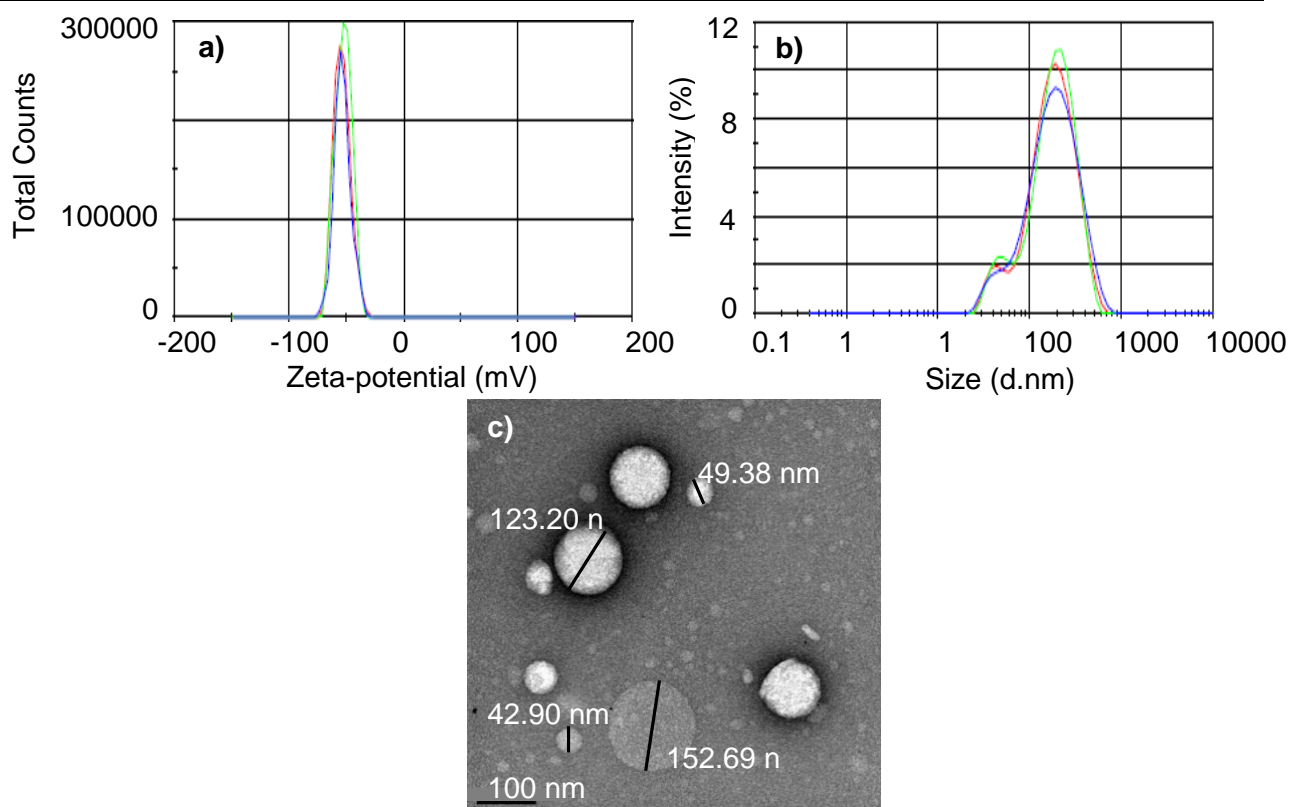 300000
a)
Total Counts
100000
0
-200 -100 0 100 200
Zeta-potential (mV)
12
b)
Intensity (%)
8
4
0
0.1 1 1 100 1000 10000
Size (d.nm)
c)
49.38 nm
123.20 n
42.90 nm
152.69 n
100 nm